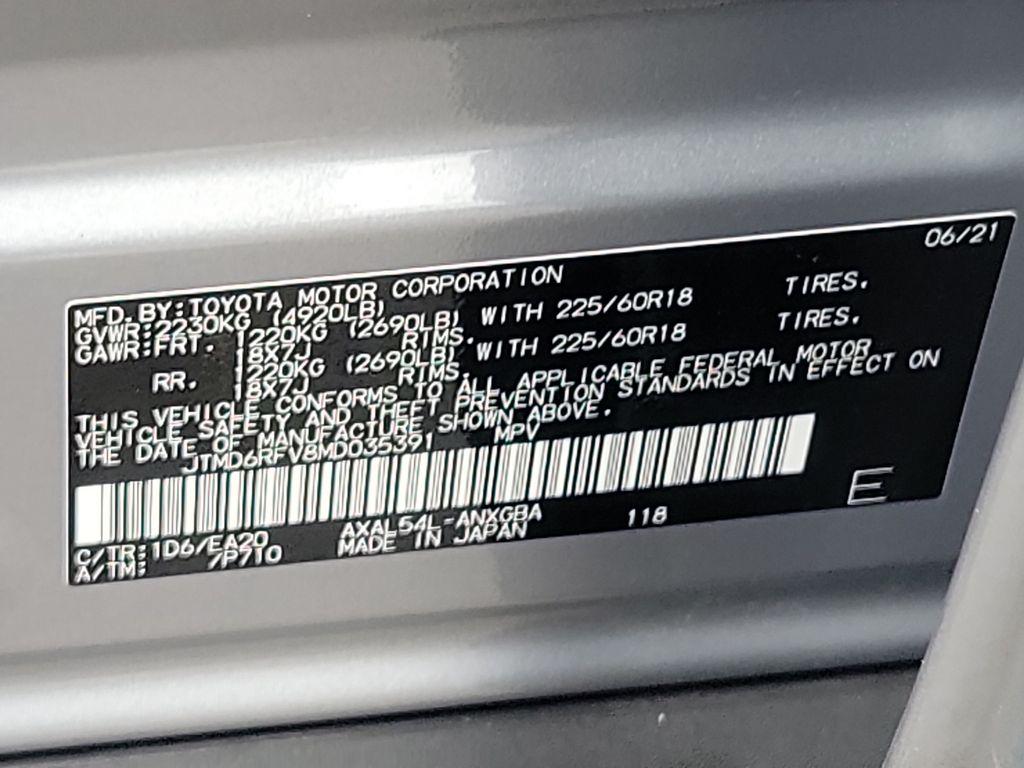 06/21
MFD. BY: TOYOTA MOTOR CORPORATION
GVWR: 2230KG (4920LB)
GAWR: FRT. 1220KG (2690LB) WITH 225/60R18 TIRES.
18X7J RTMS.
RR. 1220KG (2690LB) WITH 225/60R18 TIRES.
18X7J RTMS.
THIS VEHICLE CONFORMS TO ALL APPLICABLE FEDERAL MOTOR
VEHICLE SAFETY AND THEFT PREVENTION STANDARDS IN EFFECT ON
THE DATE OF MANUFACTURE SHOWN ABOVE.
JTMD6RFV8MD035391 MPV
E
C/TR: 1D6/EA20 AXAL54L-ANXGBA 118
A/TM: /P710 MADE IN JAPAN